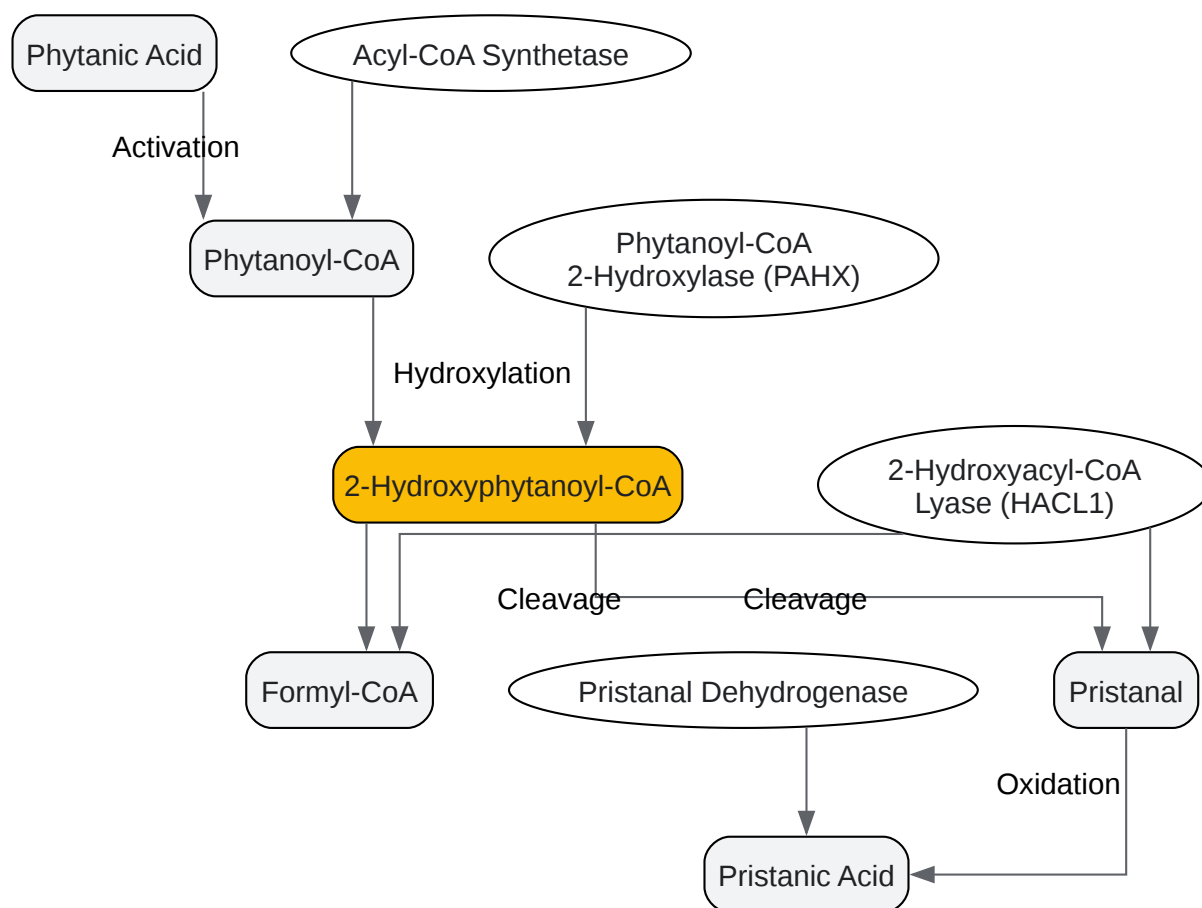 Phytanic Acid
Acyl-CoA Synthetase
Activation
Phytanoyl-CoA
Phytanoyl-CoA
2-Hydroxylase (PAHX)
Hydroxylation
2-Hydroxyphytanoyl-CoA
2-Hydroxyacyl-CoA
Lyase (HACL1)
Cleavage
Cleavage
Formyl-CoA
Pristanal Dehydrogenase
Pristanal
Oxidation
Pristanic Acid